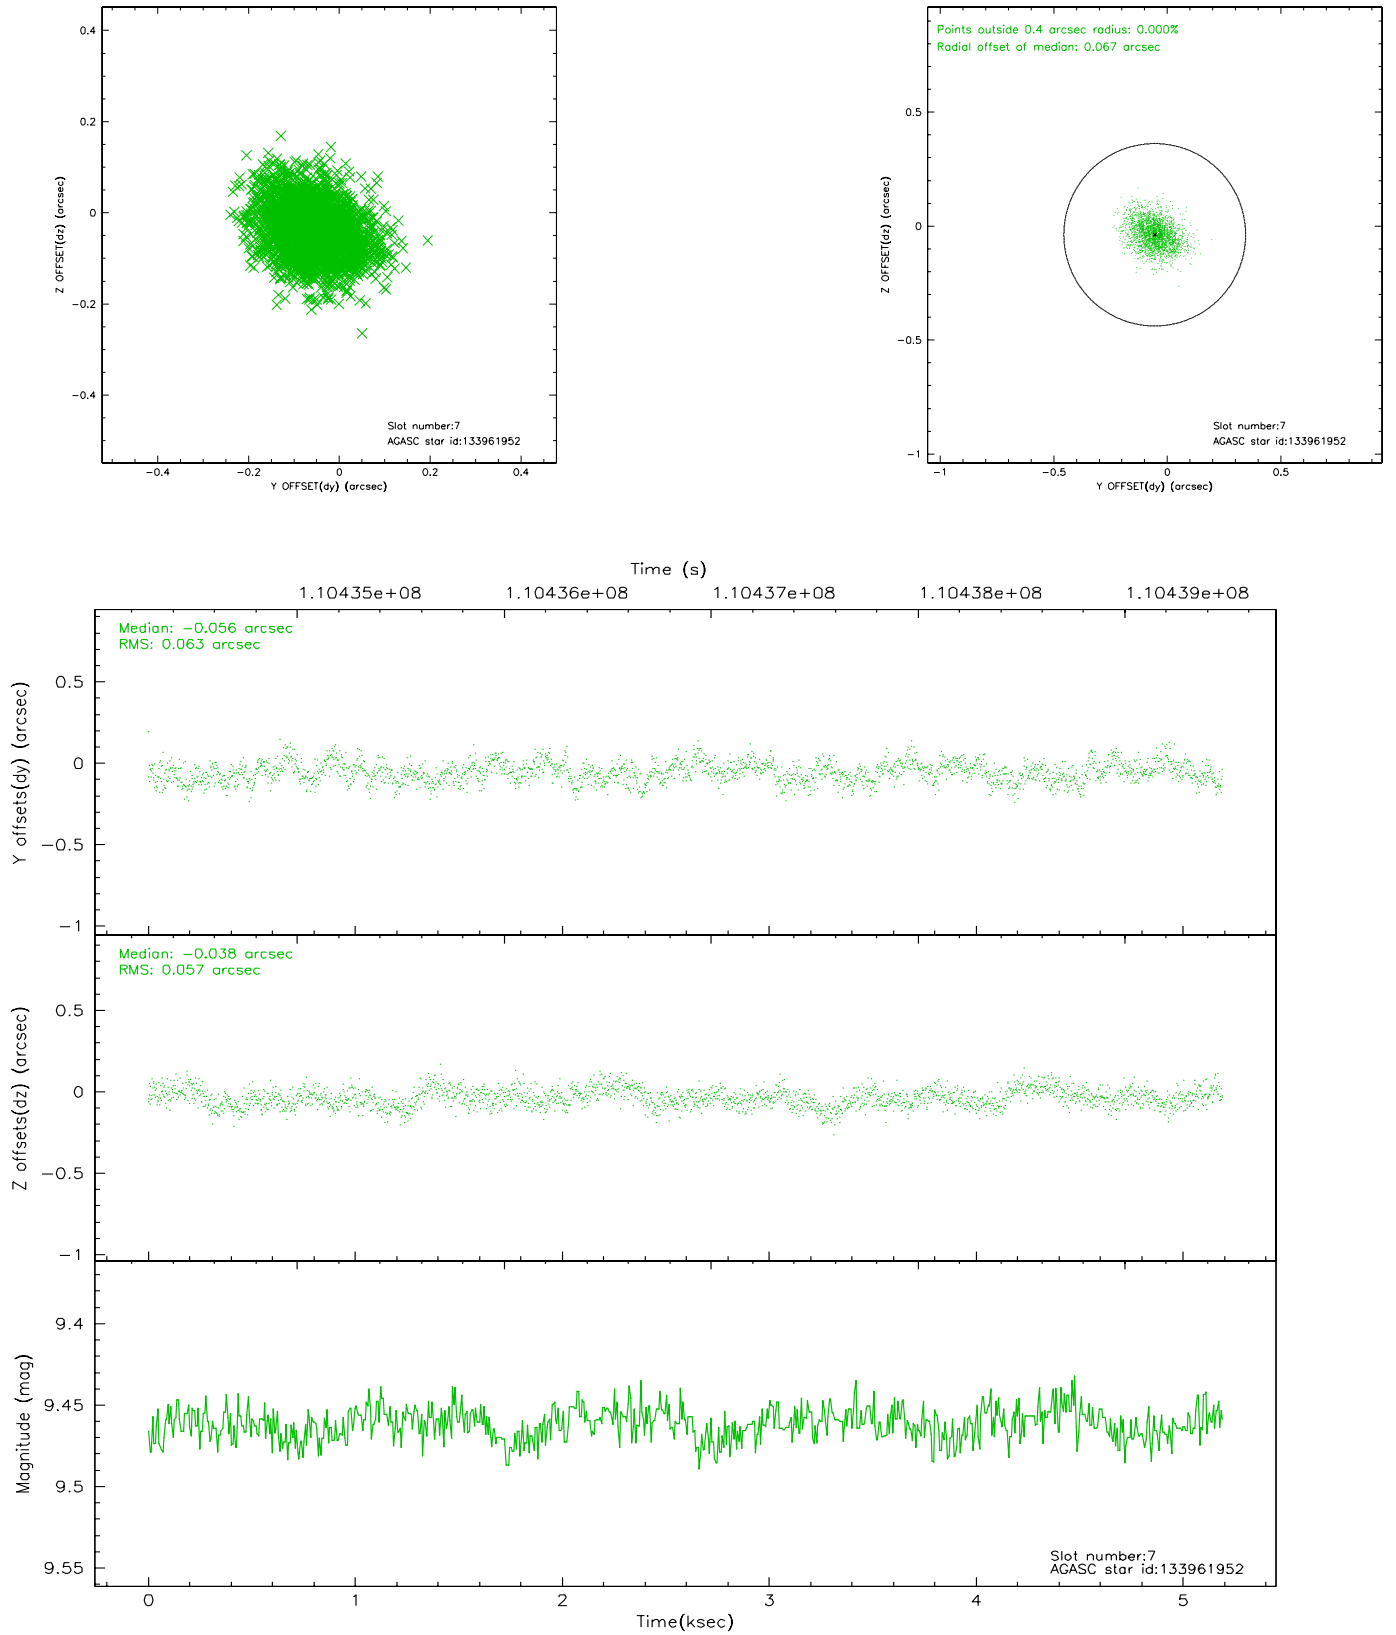 0.4
0.2
0
−0.2
−0.4
Z OFFSET(dz) (arcsec)
Slot number:7
AGASC star id:133961952
−0.4 −0.2 0 0.2 0.4
Y OFFSET(dy) (arcsec)
Points outside 0.4 arcsec radius: 0.000%
Radial offset of median: 0.067 arcsec
0.5
0
−0.5
−1
Z OFFSET(dz) (arcsec)
Slot number:7
AGASC star id:133961952
−1 −0.5 0 0.5
Y OFFSET(dy) (arcsec)
Time (s)
1.10435e+08 1.10436e+08 1.10437e+08 1.10438e+08 1.10439e+08
Median: −0.056 arcsec
RMS: 0.063 arcsec
0.5
0
−0.5
−1
Y offsets(dy) (arcsec)
Median: −0.038 arcsec
RMS: 0.057 arcsec
0.5
0
−0.5
−1
Z offsets(dz) (arcsec)
9.4
9.45
9.5
9.55
Magnitude (mag)
Slot number:7
AGASC star id:133961952
0 1 2 3 4 5
Time(ksec)